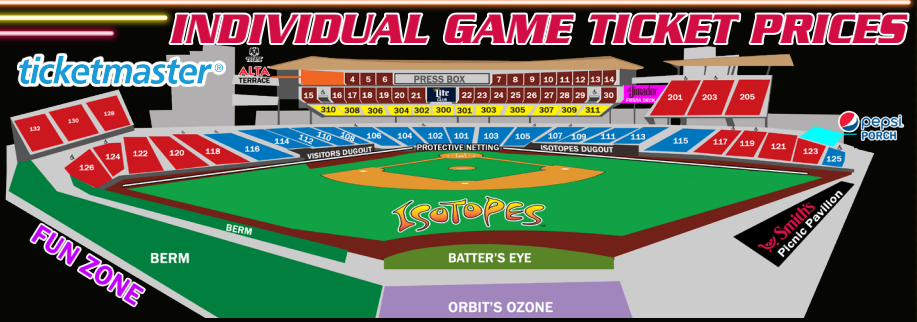 INDIVIDUAL GAME TICKET PRICES
ticketmaster®
ALTA
TERRACE
4 5 6 PRESS BOX 7 8 9 10 11 12 13 14
15 16 17 18 19 20 21 Lite 22 23 24 25 26 27 28 29 30
310 308 306 304 302 300 301 303 305 307 309 311
el Jimador
FIESTA DECK
201 203 205
pepsi
PORCH
132 130 128
126 124 122 120 118 116 114 112 110 108 106 104 102 101 103 105 107 109 111 113 115 117 119 121 123 125
VISITORS DUGOUT
PROTECTIVE NETTING
ISOTOPES DUGOUT
ISOTOPES
BERM
BERM
FUN ZONE
BATTER'S EYE
ORBIT'S OZONE
Smith's
Picnic Pavilion